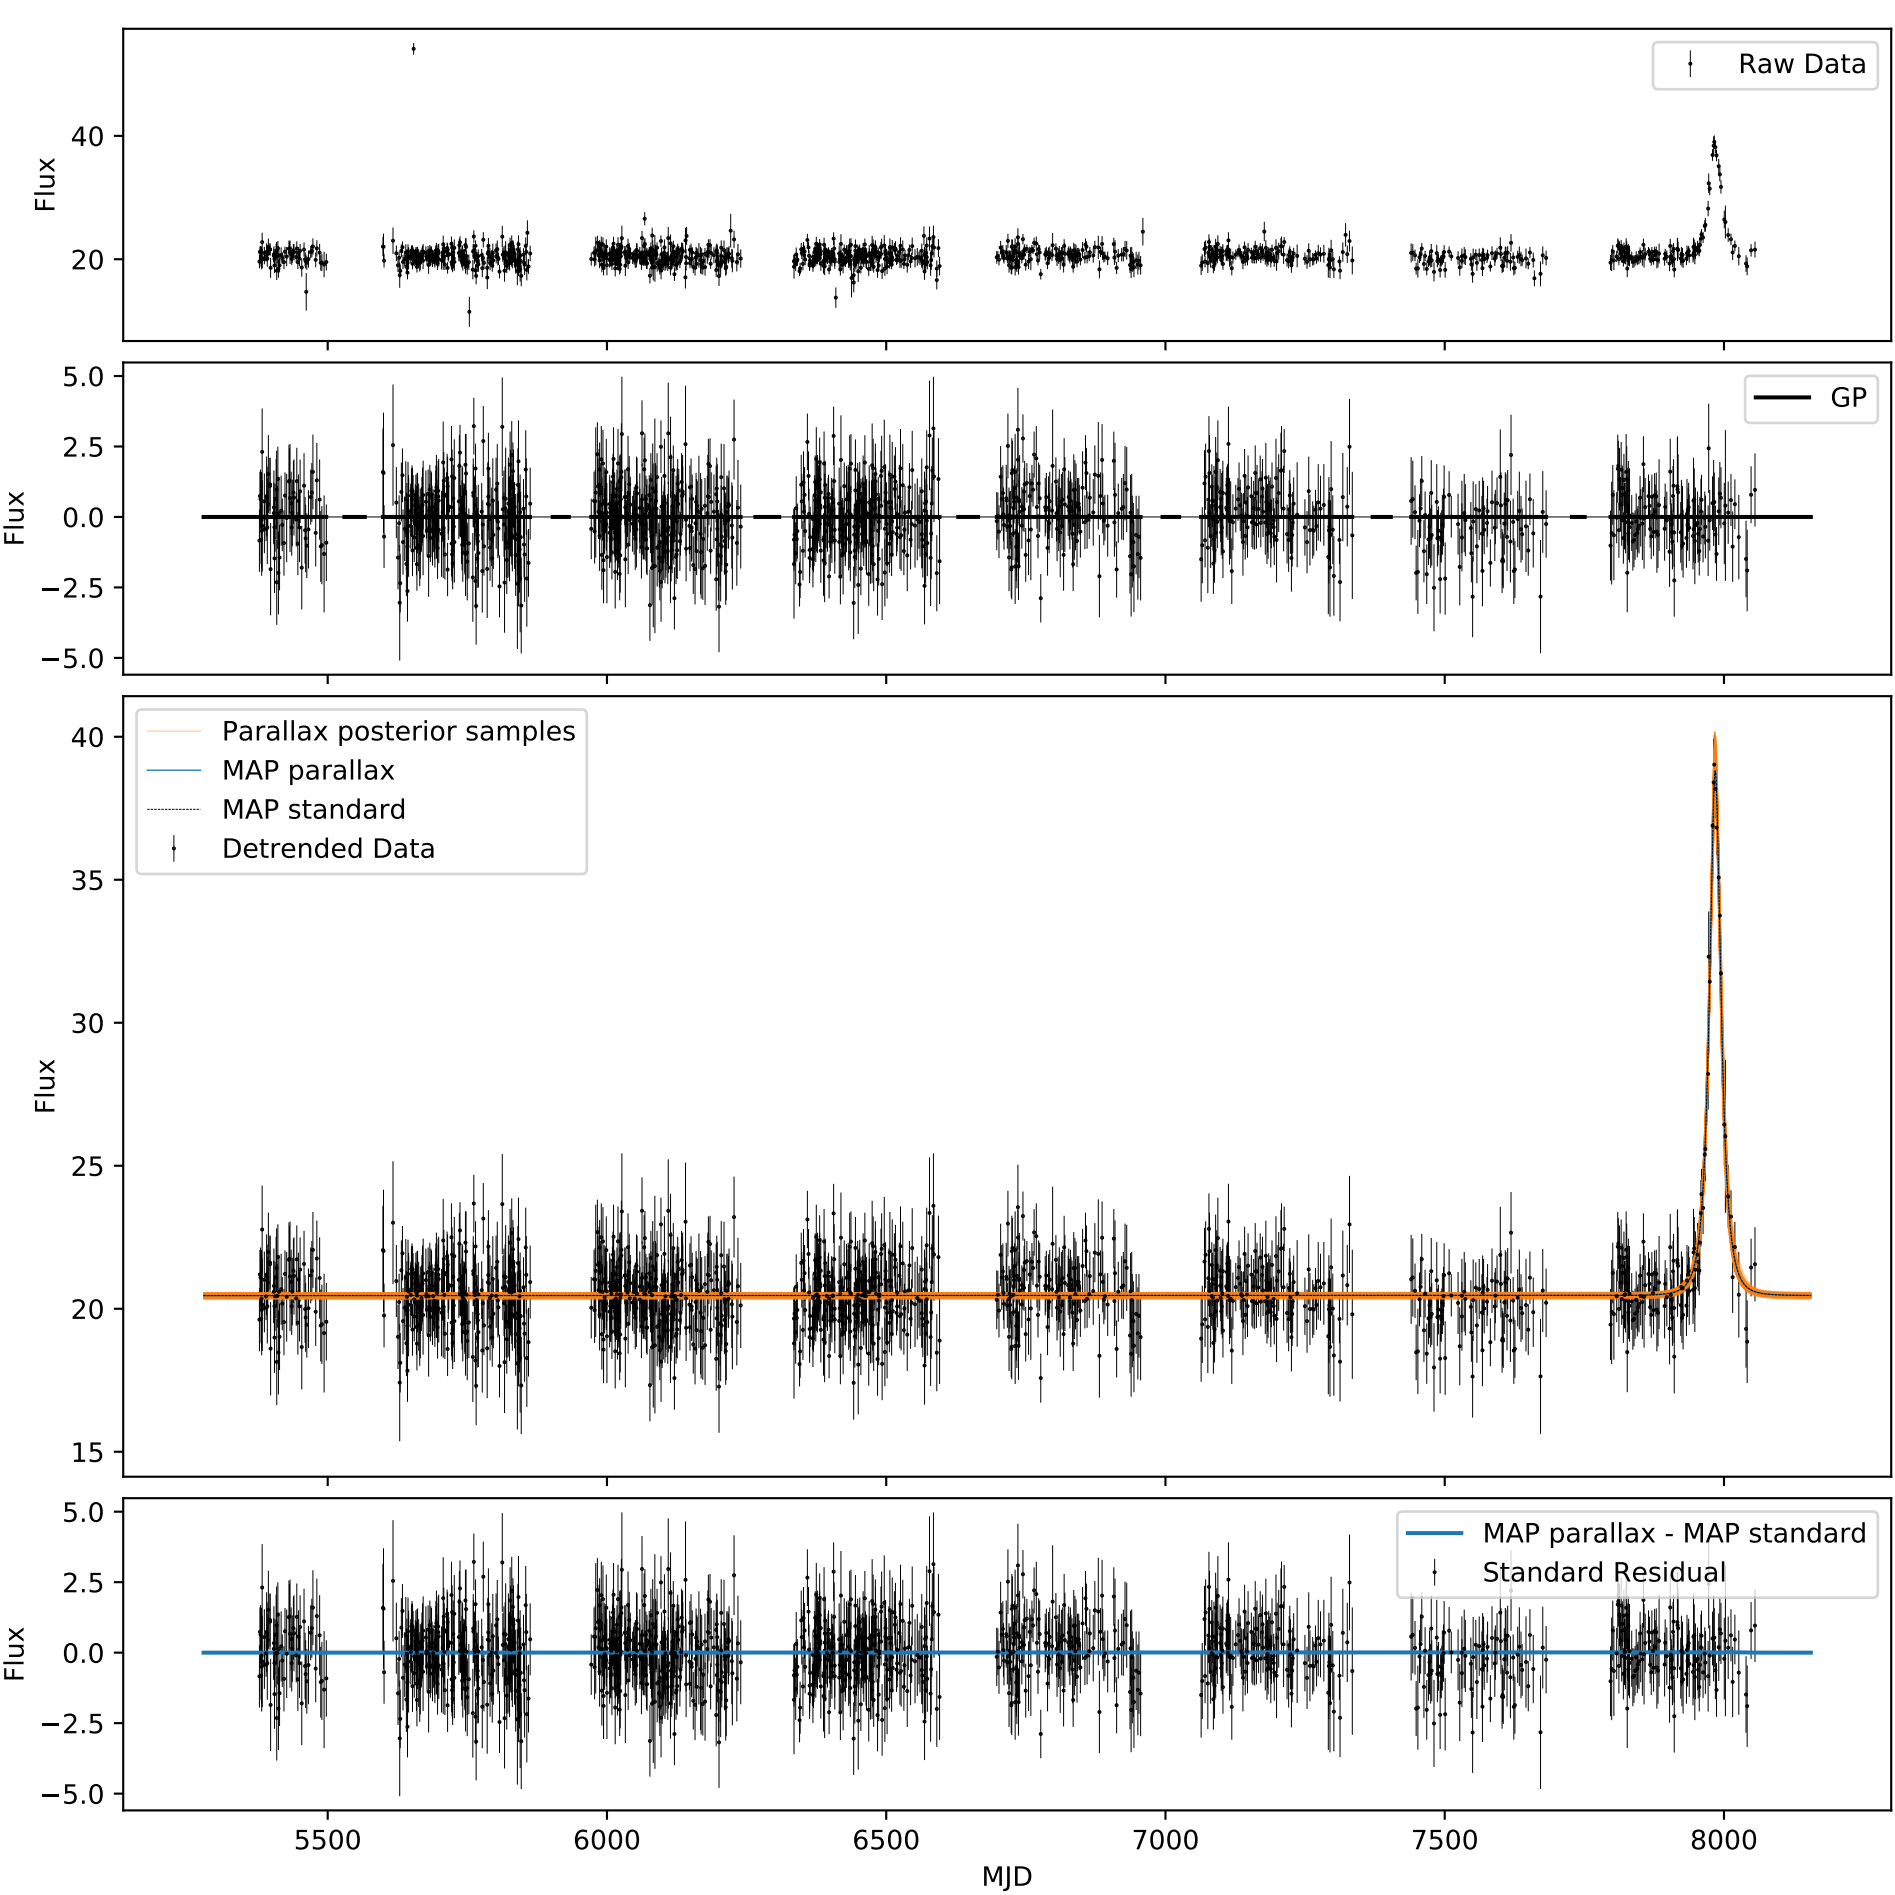 Raw Data
40
20
Flux
GP
5.0
2.5
0.0
−2.5
−5.0
Flux
Parallax posterior samples
MAP parallax
MAP standard
Detrended Data
40
35
30
25
20
15
Flux
MAP parallax - MAP standard
Standard Residual
5.0
2.5
0.0
−2.5
−5.0
Flux
5500 6000 6500 7000 7500 8000
MJD